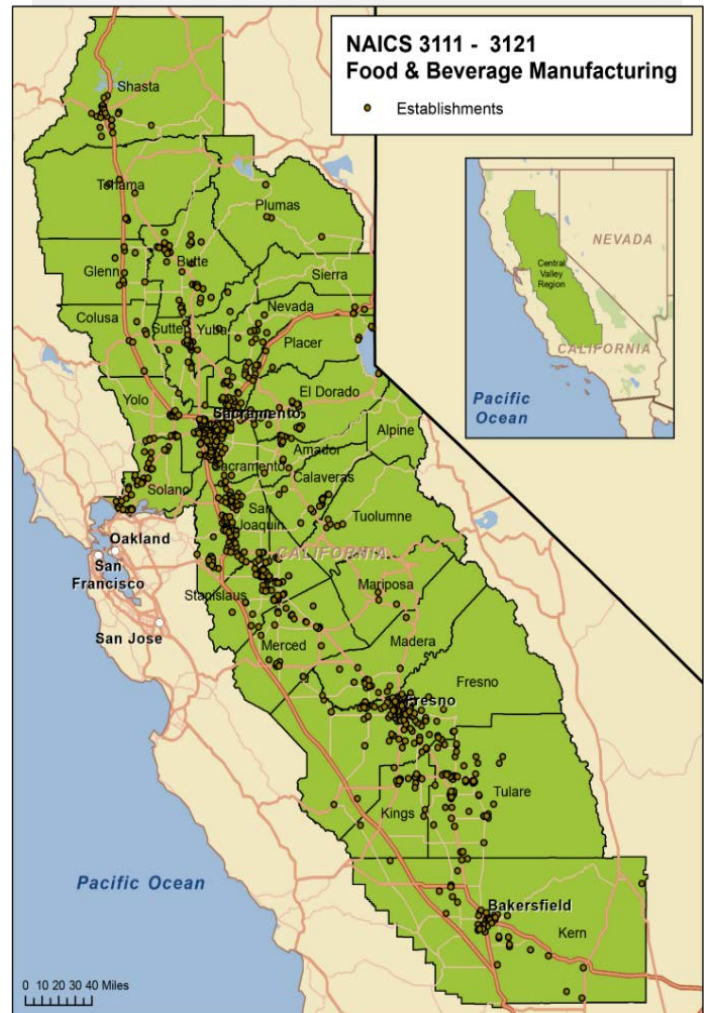 NAICS 3111 - 3121
Food & Beverage Manufacturing
Establishments
Shasta
Tehama
Plumas
NEVADA
Central
Valley
Region
CALIFORNIA
Pacific
Ocean
Glenn
Butte
Sierra
Colusa
Sutter
Yuba
Nevada
Placer
Yolo
El Dorado
Sacramento
Alpine
Amador
Sacramento
Calaveras
Solano
San
Joaquin
Tuolumne
Oakland
San
Francisco
CALIFORNIA
Stanislaus
Mariposa
San Jose
Merced
Madera
Fresno
Fresno
Tulare
Kings
Pacific Ocean
Bakersfield
Kern
0 10 20 30 40 Miles